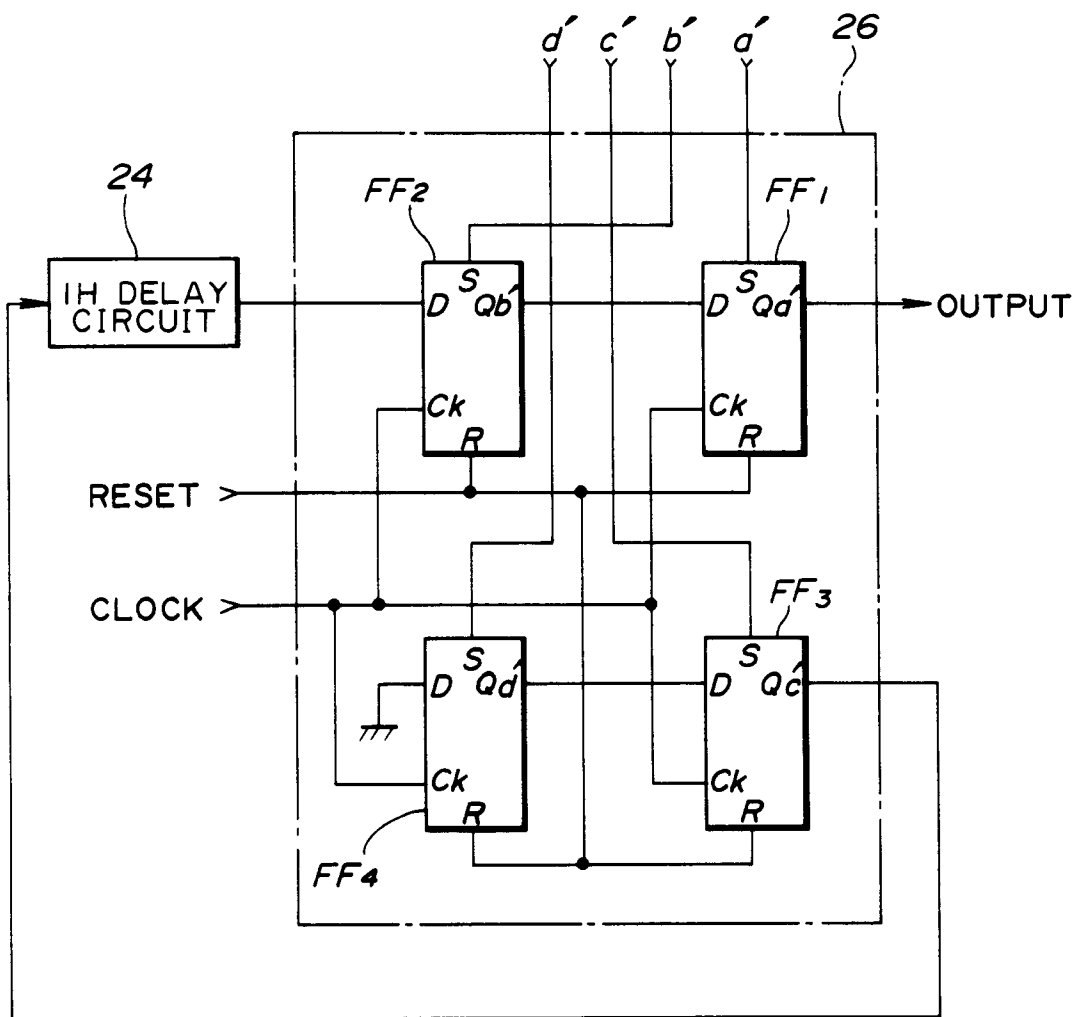 d′ c′ b′ a′ 26
24
FF2
FF1
S
D Qb′
Ck
R
S
D Qa′
Ck
R
1H DELAY
CIRCUIT
OUTPUT
RESET
CLOCK
FF3
S
D Qd′
Ck
R
S
D Qc′
Ck
R
FF4